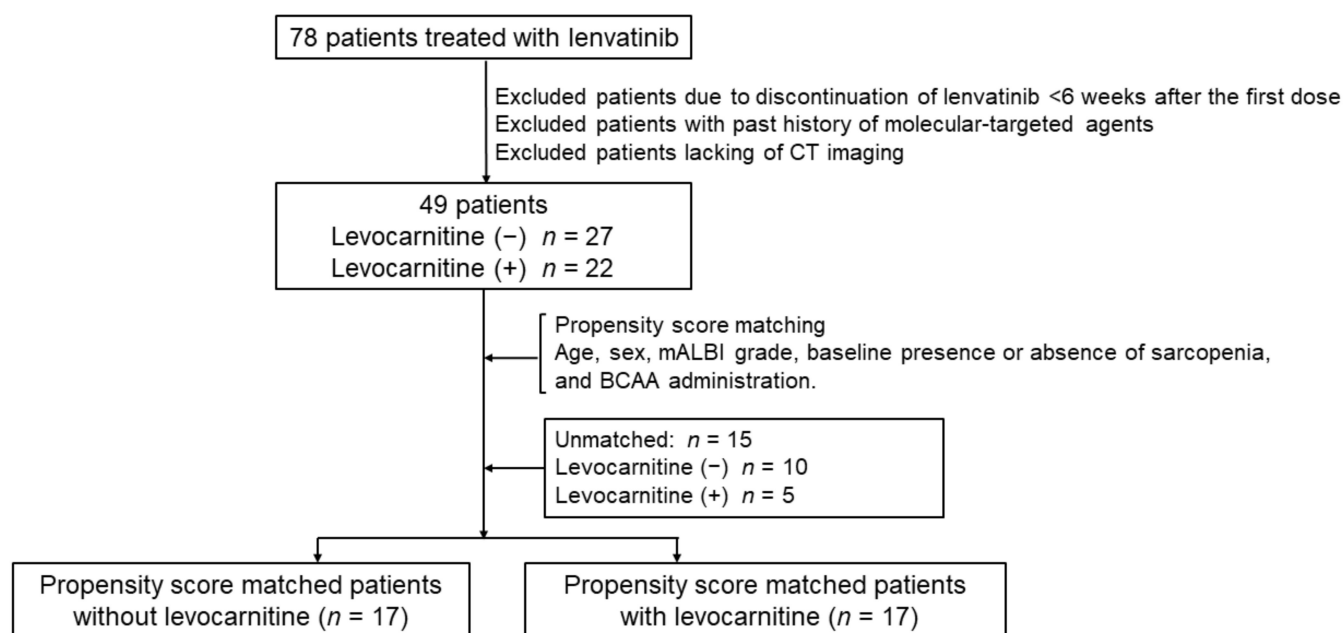 78 patients treated with lenvatinib
Excluded patients due to discontinuation of lenvatinib <6 weeks after the first dose
Excluded patients with past history of molecular-targeted agents
Excluded patients lacking of CT imaging
49 patients
Levocarnitine (−) n = 27
Levocarnitine (+) n = 22
Propensity score matching
Age, sex, mALBI grade, baseline presence or absence of sarcopenia,
and BCAA administration.
Unmatched: n = 15
Levocarnitine (−) n = 10
Levocarnitine (+) n = 5
Propensity score matched patients
without levocarnitine (n = 17)
Propensity score matched patients
with levocarnitine (n = 17)